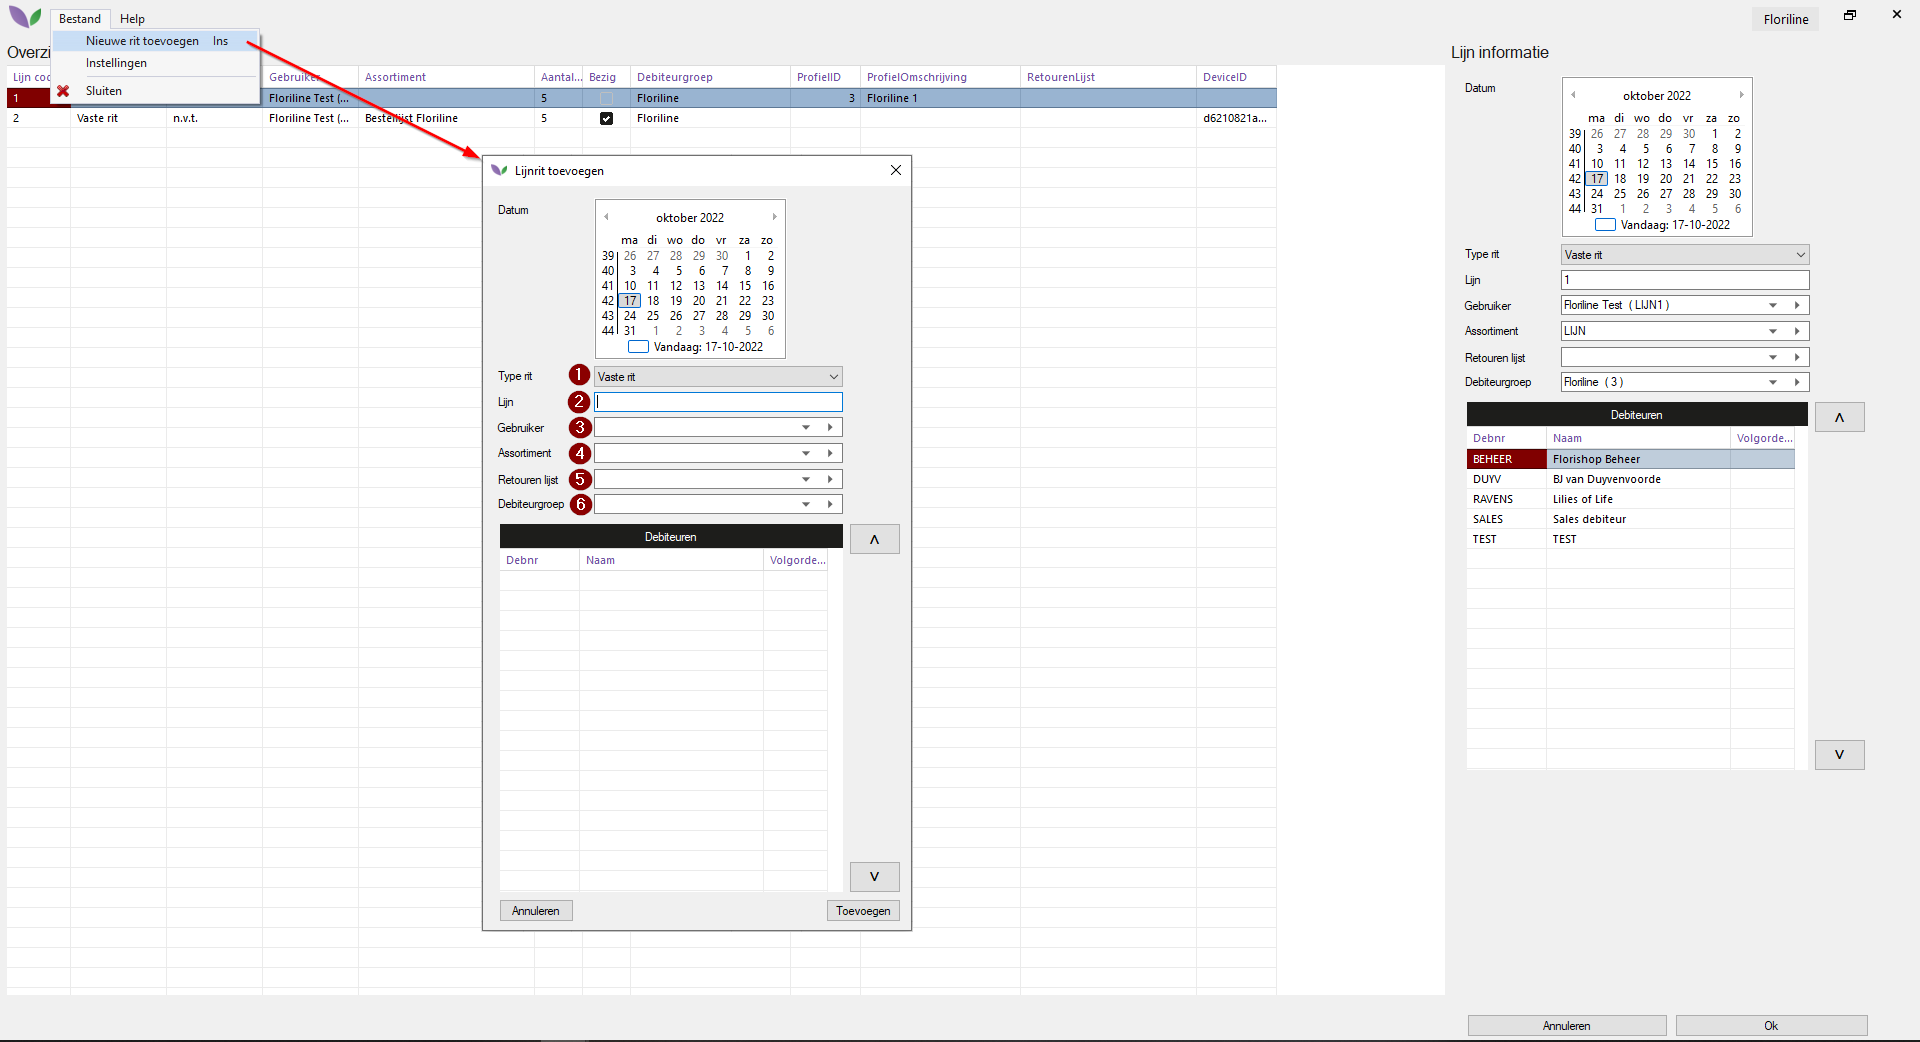 Bestand Help
Floriline
Nieuwe rit toevoegen Ins
Instellingen
Sluiten
Overzi
Lijn coo Gebruiker Assortiment Aantal... Bezig Debiteurgroep ProfielID ProfielOmschrijving RetourenLijst DeviceID
1 Floriline Test (... 5 Floriline 3 Floriline 1
2 Vaste rit n.v.t. Floriline Test (... Bestellijst Floriline 5 Floriline d6210821a...
Lijnrit toevoegen
Datum
oktober 2022
ma di wo do vr za zo
39 26 27 28 29 30 1 2
40 3 4 5 6 7 8 9
41 10 11 12 13 14 15 16
42 17 18 19 20 21 22 23
43 24 25 26 27 28 29 30
44 31 1 2 3 4 5 6
Vandaag: 17-10-2022
Type rit 1 Vaste rit
Lijn 2
Gebruiker 3
Assortiment 4
Retouren lijst 5
Debiteurgroep 6
Debiteuren
Debnr Naam Volgorde...
Annuleren Toevoegen
Lijn informatie
Datum
oktober 2022
ma di wo do vr za zo
39 26 27 28 29 30 1 2
40 3 4 5 6 7 8 9
41 10 11 12 13 14 15 16
42 17 18 19 20 21 22 23
43 24 25 26 27 28 29 30
44 31 1 2 3 4 5 6
Vandaag: 17-10-2022
Type rit Vaste rit
Lijn 1
Gebruiker Floriline Test ( LIJN1 )
Assortiment LIJN
Retouren lijst
Debiteurgroep Floriline ( 3 )
Debiteuren
Debnr Naam Volgorde...
BEHEER Florishop Beheer
DUYV BJ van Duyvenvoorde
RAVENS Lilies of Life
SALES Sales debiteur
TEST TEST
Annuleren Ok